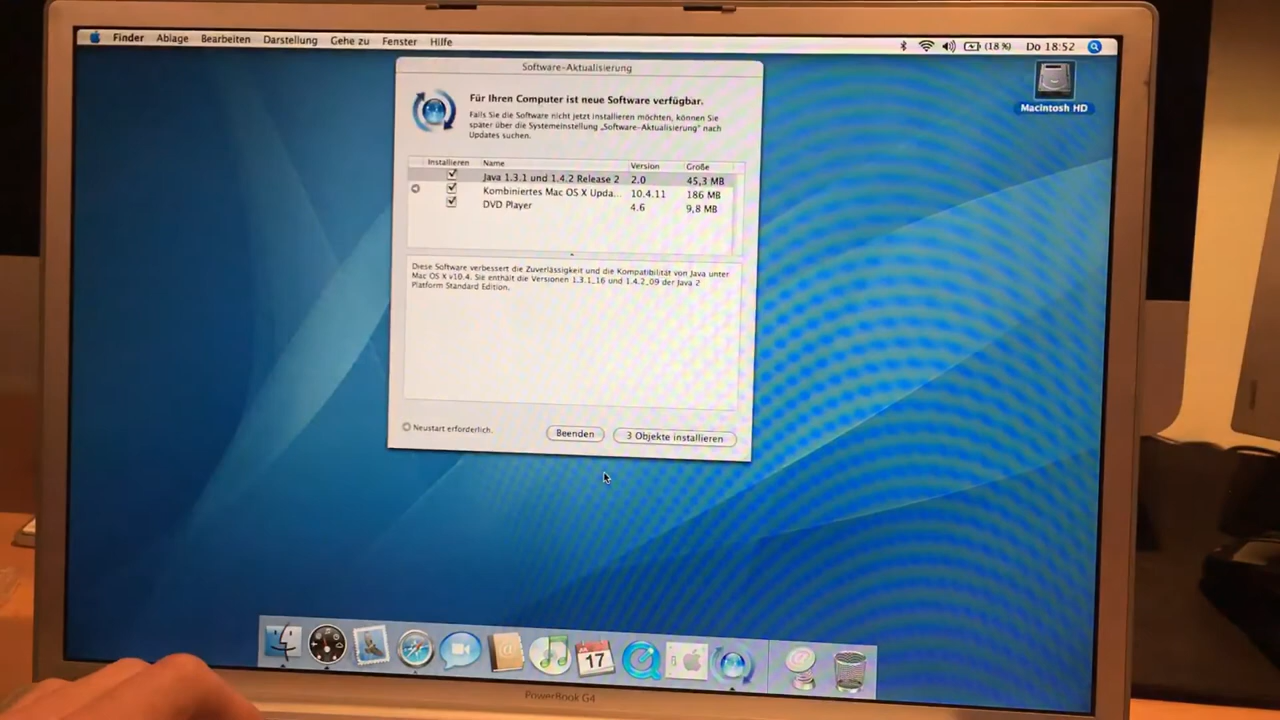 Finder Ablage Bearbeiten Darstellung Gehe zu Fenster Hilfe (18 %) Do 18:52
Software-Aktualisierung
Macintosh HD
Für Ihren Computer ist neue Software verfügbar.
Falls Sie die Software nicht jetzt installieren möchten, können Sie
später über die Systemeinstellung „Software-Aktualisierung“ nach
Updates suchen.
Installieren Name Version Größe
Java 1.3.1 und 1.4.2 Release 2 2.0 45,3 MB
Kombiniertes Mac OS X Upda... 10.4.11 186 MB
DVD Player 4.6 9,8 MB
Diese Software verbessert die Zuverlässigkeit und die Kompatibilität von Java unter
Mac OS X v10.4. Sie enthält die Versionen 1.3.1_16 und 1.4.2_09 der Java 2
Platform Standard Edition.
Neustart erforderlich. Beenden 3 Objekte installieren
JUL
17
PowerBook G4